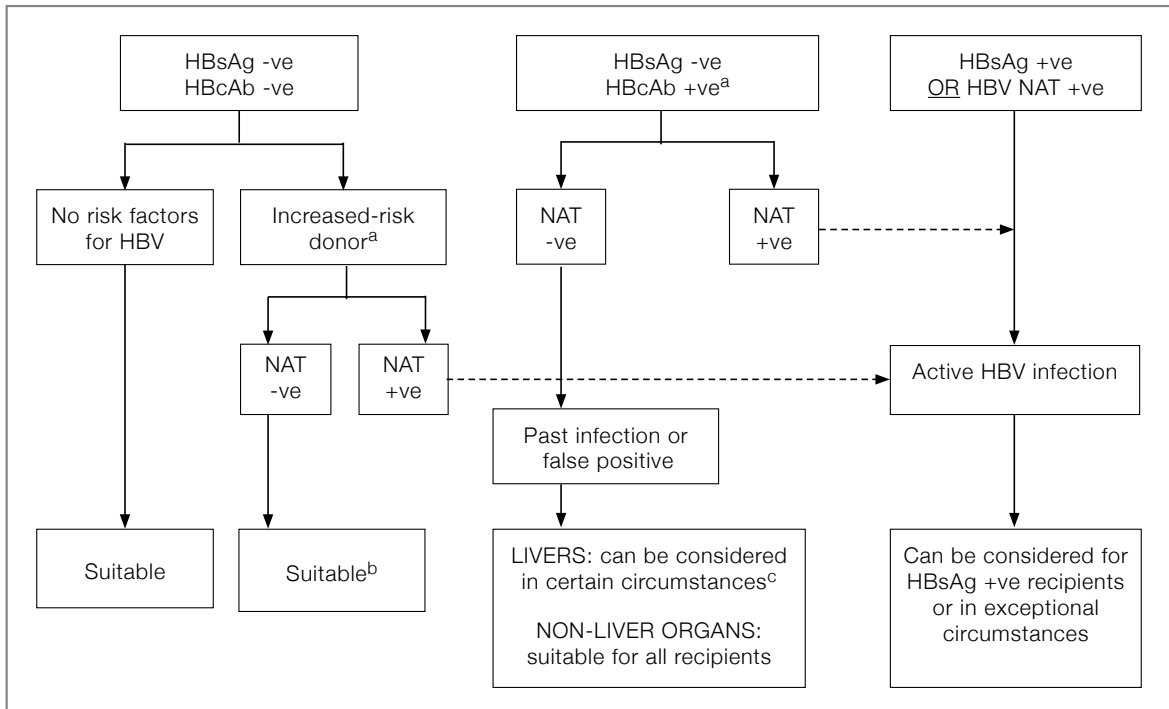 HBsAg -ve
HBcAb -ve
HBsAg -ve
HBcAb +veᵃ
HBsAg +ve
OR HBV NAT +ve
No risk factors
for HBV
Increased-risk
donorᵃ
NAT
-ve
NAT
+ve
NAT
-ve
NAT
+ve
Active HBV infection
Past infection or
false positive
Suitable
Suitableᵇ
LIVERS: can be considered
in certain circumstancesᶜ
NON-LIVER ORGANS:
suitable for all recipients
Can be considered for
HBsAg +ve recipients
or in exceptional
circumstances